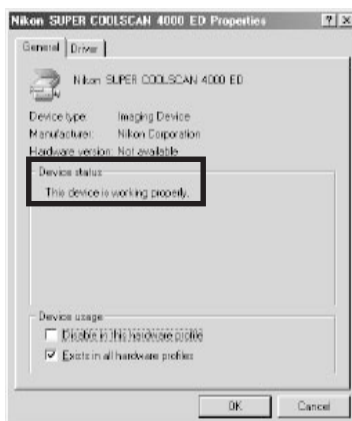 Nikon SUPER COOLSCAN 4000 ED Properties
General Driver
Nikon SUPER COOLSCAN 4000 ED
Device type: Imaging Device
Manufacturer: Nikon Corporation
Hardware version: Not available
Device status
This device is working properly.
Device usage
Disable in this hardware profile
Exists in all hardware profiles
OK Cancel